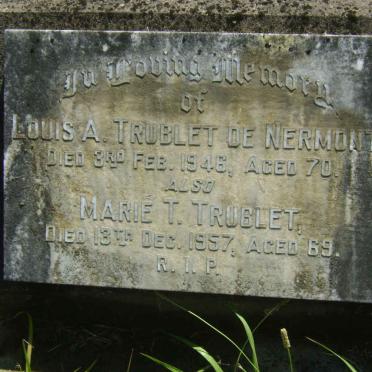 In Loving Memory
of
LOUIS A. TRUBLET DE NERMONT
DIED 3RD FEB. 1946, AGED 70.
ALSO
MARIÉ T. TRUBLET,
DIED 13TH DEC. 1957, AGED 69.
R.I.P.